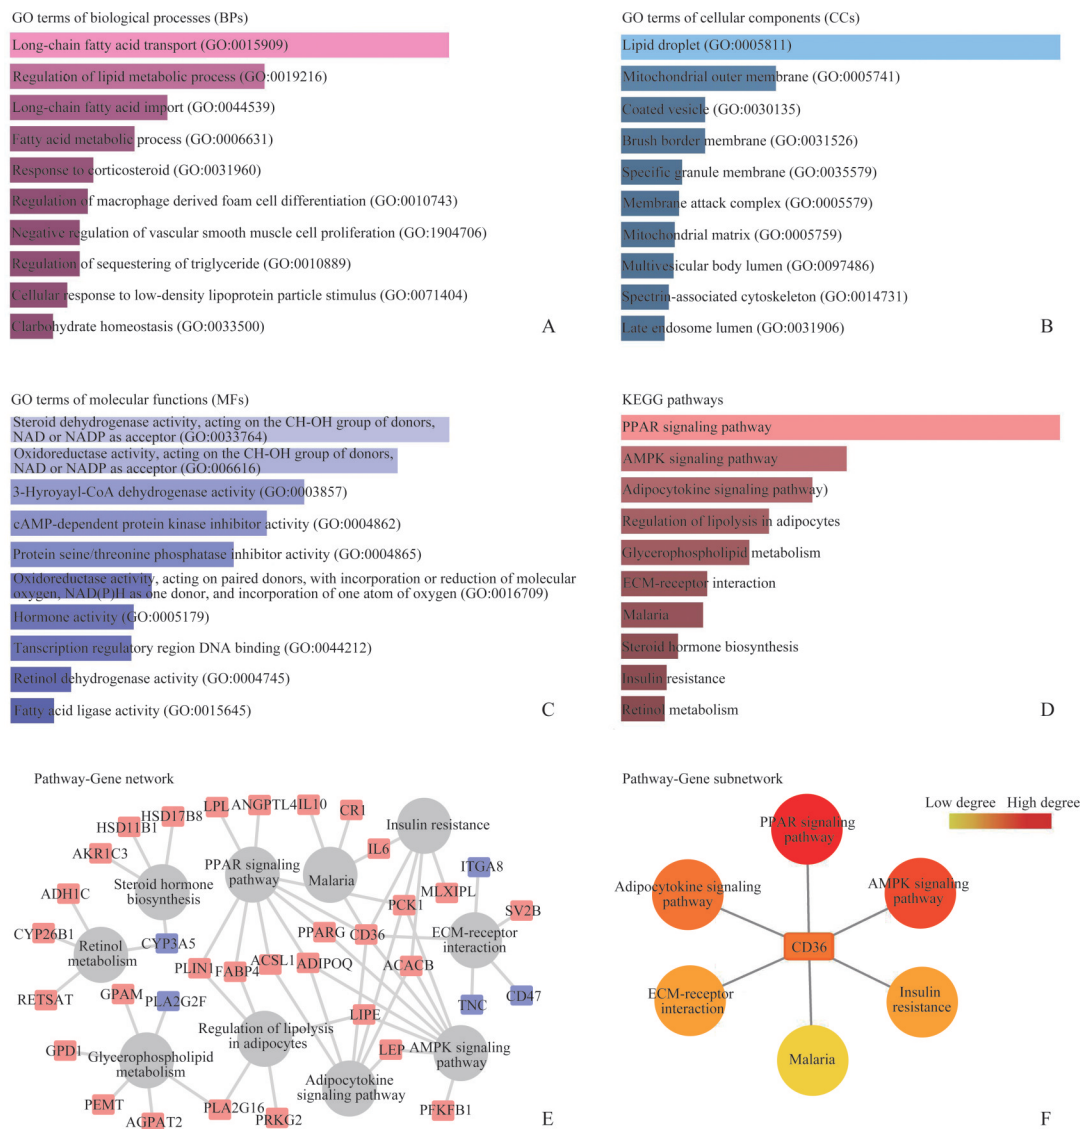 GO terms of biological processes (BPs)
Long-chain fatty acid transport (GO:0015909)
Regulation of lipid metabolic process (GO:0019216)
Long-chain fatty acid import (GO:0044539)
Fatty acid metabolic process (GO:0006631)
Response to corticosteroid (GO:0031960)
Regulation of macrophage derived foam cell differentiation (GO:0010743)
Negative regulation of vascular smooth muscle cell proliferation (GO:1904706)
Regulation of sequestering of triglyceride (GO:0010889)
Cellular response to low-density lipoprotein particle stimulus (GO:0071404)
Clarbohydrate homeostasis (GO:0033500)
A
GO terms of cellular components (CCs)
Lipid droplet (GO:0005811)
Mitochondrial outer membrane (GO:0005741)
Coated vesicle (GO:0030135)
Brush border membrane (GO:0031526)
Specific granule membrane (GO:0035579)
Membrane attack complex (GO:0005579)
Mitochondrial matrix (GO:0005759)
Multivesicular body lumen (GO:0097486)
Spectrin-associated cytoskeleton (GO:0014731)
Late endosome lumen (GO:0031906)
B
GO terms of molecular functions (MFs)
Steroid dehydrogenase activity, acting on the CH-OH group of donors,
NAD or NADP as acceptor (GO:0033764)
Oxidoreductase activity, acting on the CH-OH group of donors,
NAD or NADP as acceptor (GO:006616)
3-Hyroyayl-CoA dehydrogenase activity (GO:0003857)
cAMP-dependent protein kinase inhibitor activity (GO:0004862)
Protein seine/threonine phosphatase inhibitor activity (GO:0004865)
Oxidoreductase activity, acting on paired donors, with incorporation or reduction of molecular
oxygen, NAD(P)H as one donor, and incorporation of one atom of oxygen (GO:0016709)
Hormone activity (GO:0005179)
Tanscription regulatory region DNA binding (GO:0044212)
Retinol dehydrogenase activity (GO:0004745)
Fatty acid ligase activity (GO:0015645)
C
KEGG pathways
PPAR signaling pathway
AMPK signaling pathway
Adipocytokine signaling pathway)
Regulation of lipolysis in adipocytes
Glycerophospholipid metabolism
ECM-receptor interaction
Malaria
Steroid hormone biosynthesis
Insulin resistance
Retinol metabolism
D
Pathway-Gene network
HSD17B8
LPL
ANGPTL4
IL10
CR1
HSD11B1
Insulin resistance
AKR1C3
IL6
ITGA8
PPAR signaling
pathway
Malaria
Steroid hormone
biosynthesis
MLXIPL
ADH1C
PCK1
SV2B
CYP26B1
Retinol
metabolism
CYP3A5
PPARG
CD36
ECM-receptor
interaction
PLIN1
FABP4
ACSL1
ADIPOQ
ACACB
RETSAT
GPAM
PLA2G2F
TNC
CD47
LIPE
Regulation of lipolysis
in adipocytes
GPD1
Glycerophospholipid
metabolism
LEP
AMPK signaling
pathway
Adipocytokine
signaling pathway
PEMT
AGPAT2
PLA2G16
PRKG2
PFKFB1
E
Pathway-Gene subnetwork
Low degree
High degree
PPAR signaling
pathway
Adipocytokine signaling
pathway
AMPK signaling
pathway
CD36
ECM-receptor
interaction
Insulin
resistance
Malaria
F